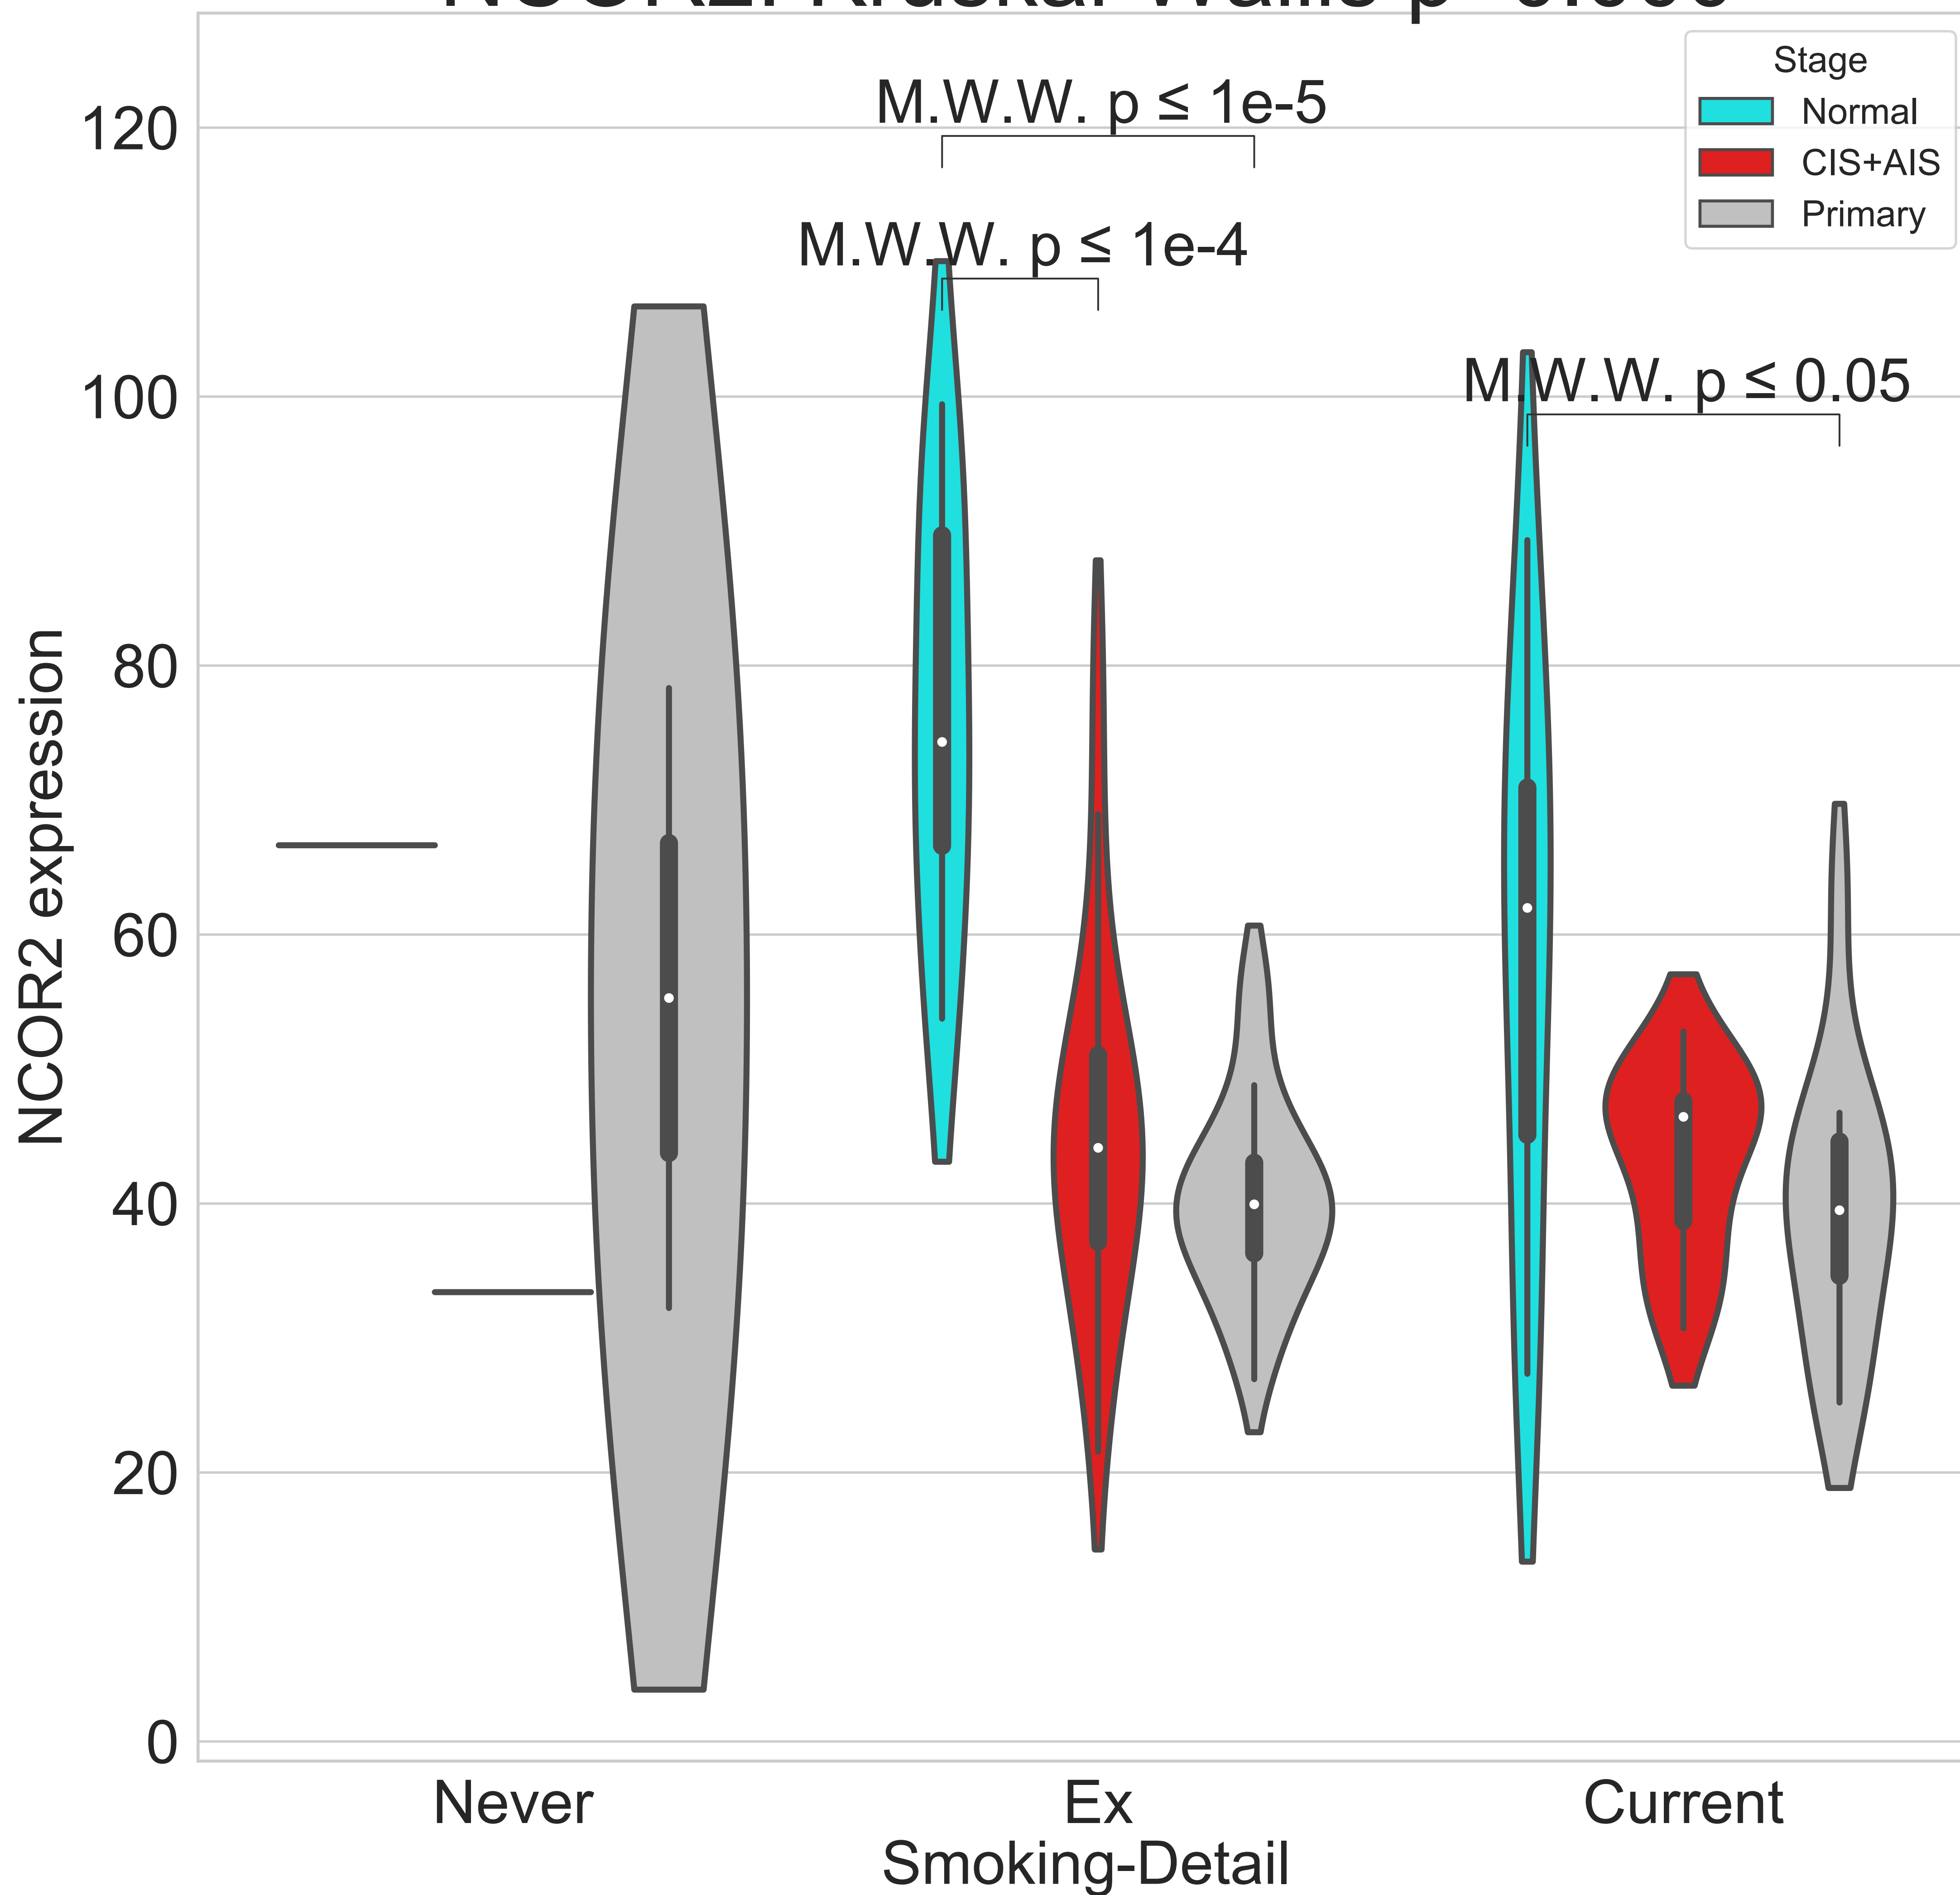 Stage
Normal
CIS+AIS
Primary
M.W.W. p ≤ 1e-5
M.W.W. p ≤ 1e-4
M.W.W. p ≤ 0.05
NCOR2 expression
120
100
80
60
40
20
0
Never
Ex
Current
Smoking-Detail